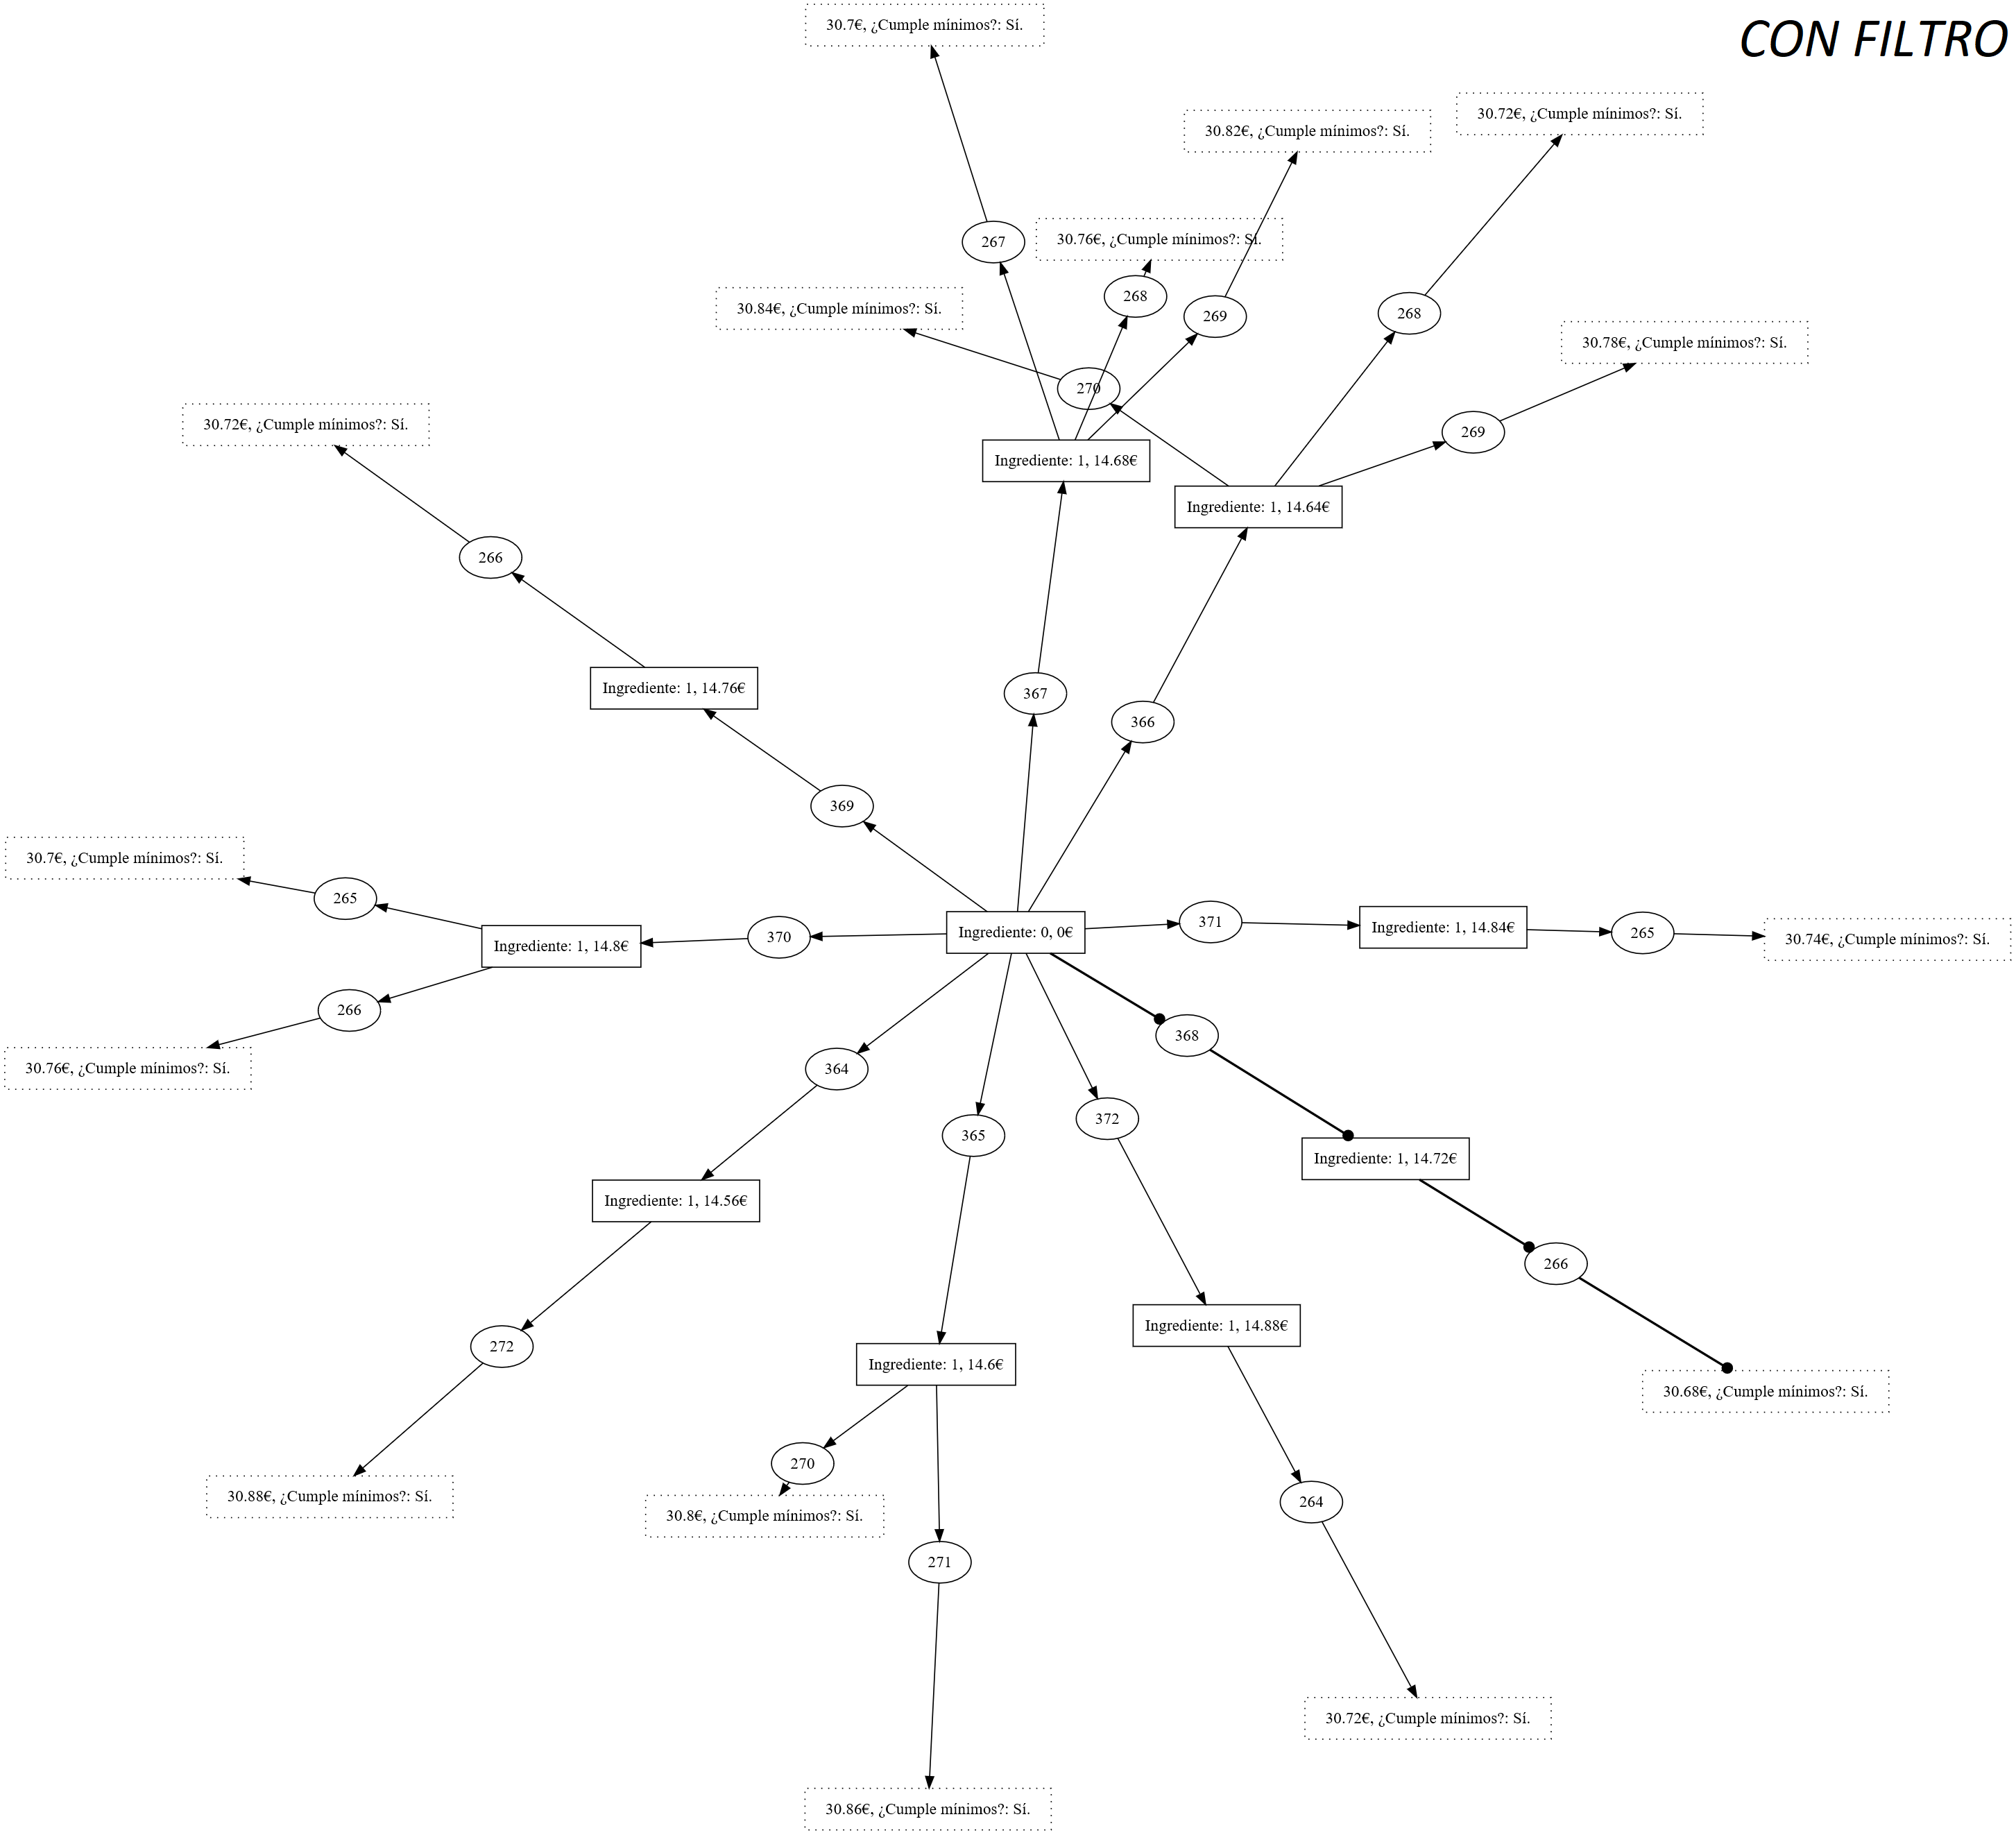 30.7€, ¿Cumple mínimos?: Sí.
CON FILTRO
30.72€, ¿Cumple mínimos?: Sí.
30.82€, ¿Cumple mínimos?: Sí.
267
30.76€, ¿Cumple mínimos?: Sí.
268
30.84€, ¿Cumple mínimos?: Sí.
269
268
30.78€, ¿Cumple mínimos?: Sí.
270
30.72€, ¿Cumple mínimos?: Sí.
269
Ingrediente: 1, 14.68€
Ingrediente: 1, 14.64€
266
Ingrediente: 1, 14.76€
367
366
369
30.7€, ¿Cumple mínimos?: Sí.
265
371
Ingrediente: 1, 14.84€
265
30.74€, ¿Cumple mínimos?: Sí.
Ingrediente: 0, 0€
370
Ingrediente: 1, 14.8€
266
368
30.76€, ¿Cumple mínimos?: Sí.
364
372
365
Ingrediente: 1, 14.72€
Ingrediente: 1, 14.56€
266
Ingrediente: 1, 14.88€
272
Ingrediente: 1, 14.6€
30.68€, ¿Cumple mínimos?: Sí.
270
30.88€, ¿Cumple mínimos?: Sí.
264
30.8€, ¿Cumple mínimos?: Sí.
271
30.72€, ¿Cumple mínimos?: Sí.
30.86€, ¿Cumple mínimos?: Sí.